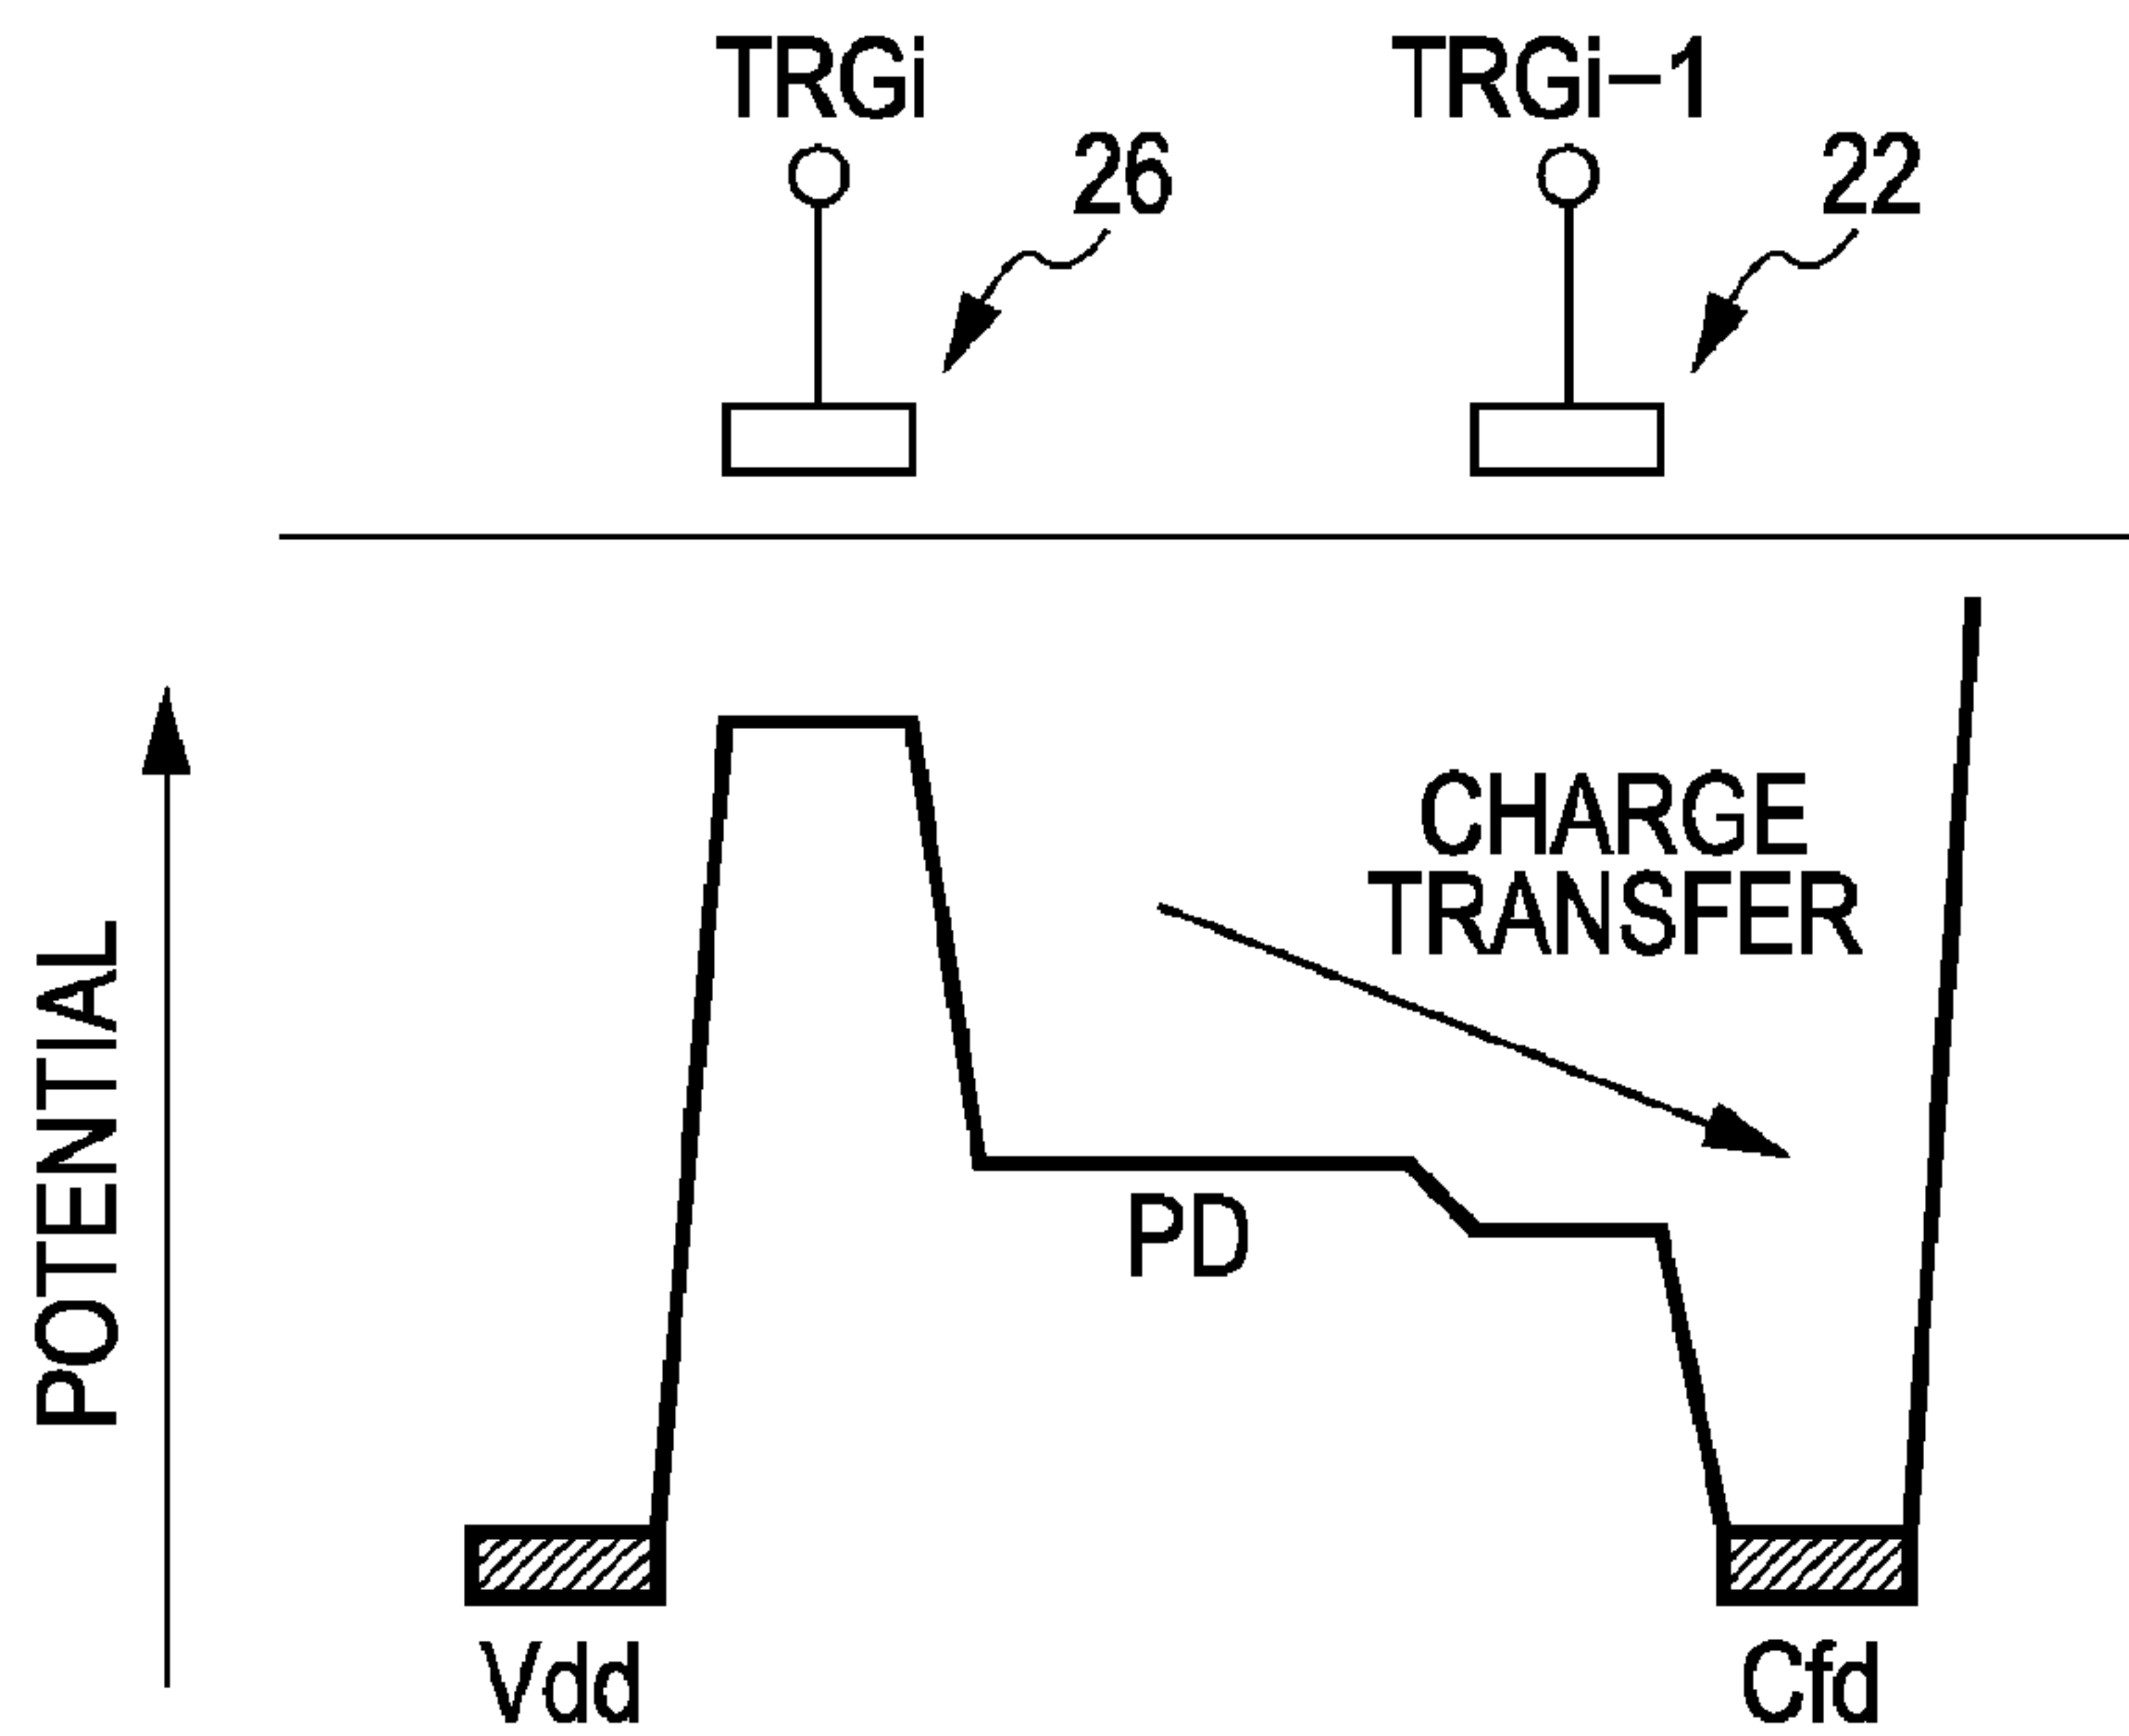 TRGi
TRGi-1
26
22
CHARGE
TRANSFER
POTENTIAL
PD
Vdd
Cfd